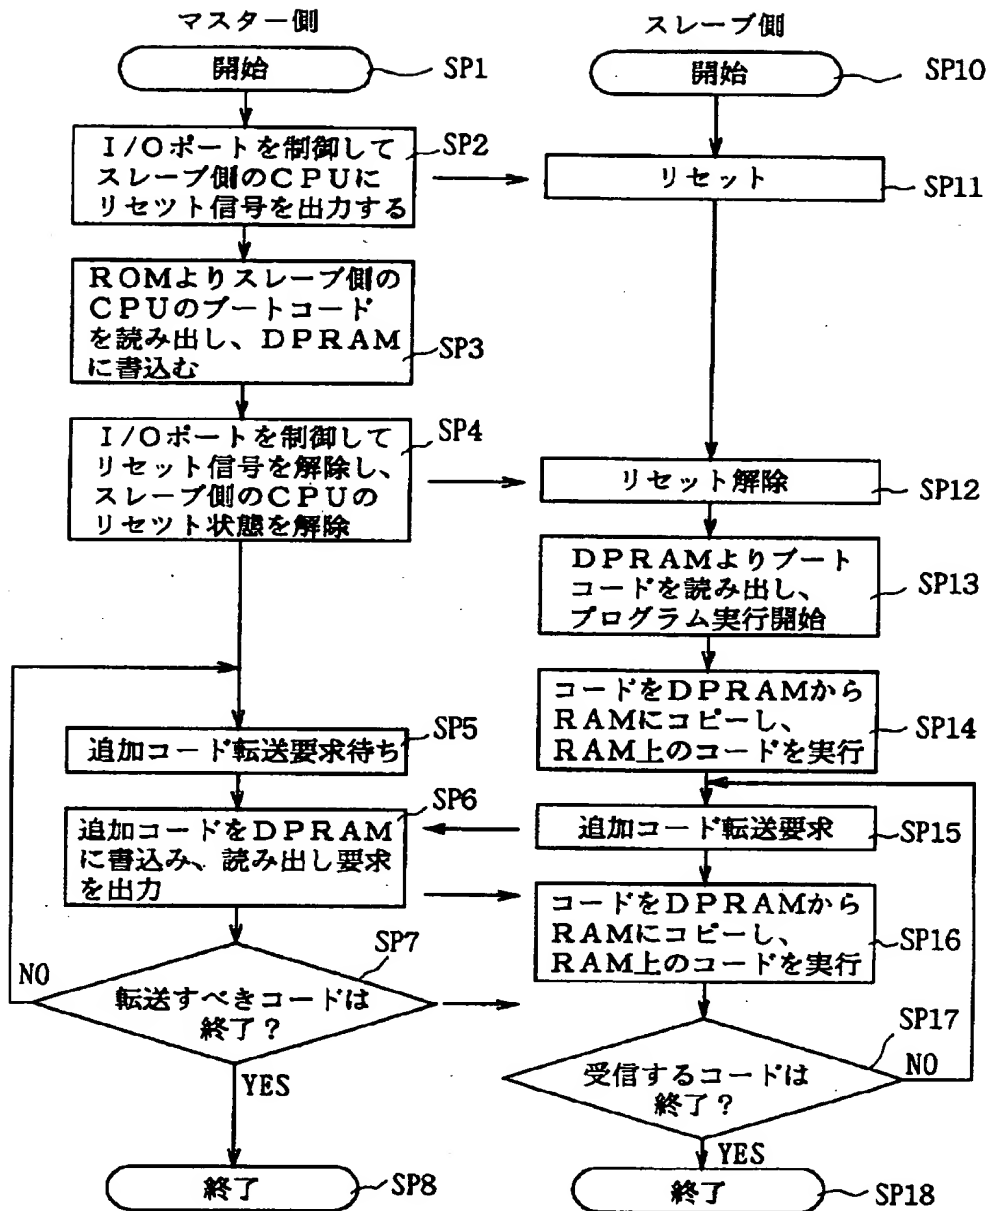 マスター側
開始
SP1
I/Oポートを制御して
スレーブ側のCPUに
リセット信号を出力する
SP2
ROMよりスレーブ側の
CPUのブートコード
を読み出し、DPRAM
に書込む
SP3
I/Oポートを制御して
リセット信号を解除し、
スレーブ側のCPUの
リセット状態を解除
SP4
追加コード転送要求待ち
SP5
追加コードをDPRAM
に書込み、読み出し要求
を出力
SP6
転送すべきコードは
終了?
SP7
NO
YES
終了
SP8
スレーブ側
開始
SP10
リセット
SP11
リセット解除
SP12
DPRAMよりブート
コードを読み出し、
プログラム実行開始
SP13
コードをDPRAMから
RAMにコピーし、
RAM上のコードを実行
SP14
追加コード転送要求
SP15
コードをDPRAMから
RAMにコピーし、
RAM上のコードを実行
SP16
受信するコードは
終了?
SP17
NO
YES
終了
SP18